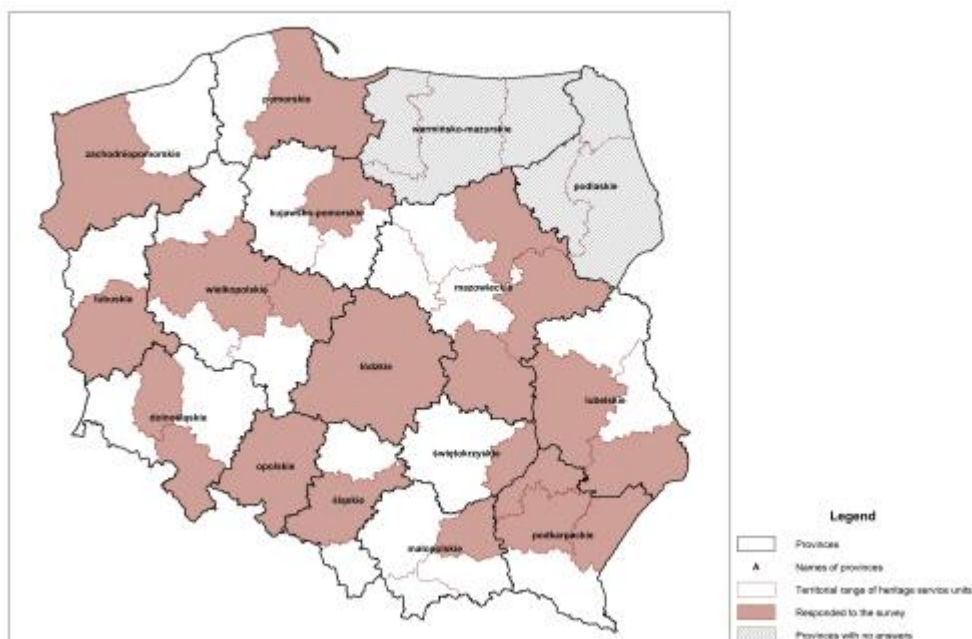 pomorskie
warmińsko-mazurskie
zachodniopomorskie
podlaskie
kujawsko-pomorskie
mazowieckie
wielkopolskie
lubuskie
łódzkie
lubelskie
dolnośląskie
świętokrzyskie
opolskie
śląskie
podkarpackie
małopolskie
Legend
Provinces
A Names of provinces
Territorial range of heritage service units
Responded to the survey
Provinces with no answers